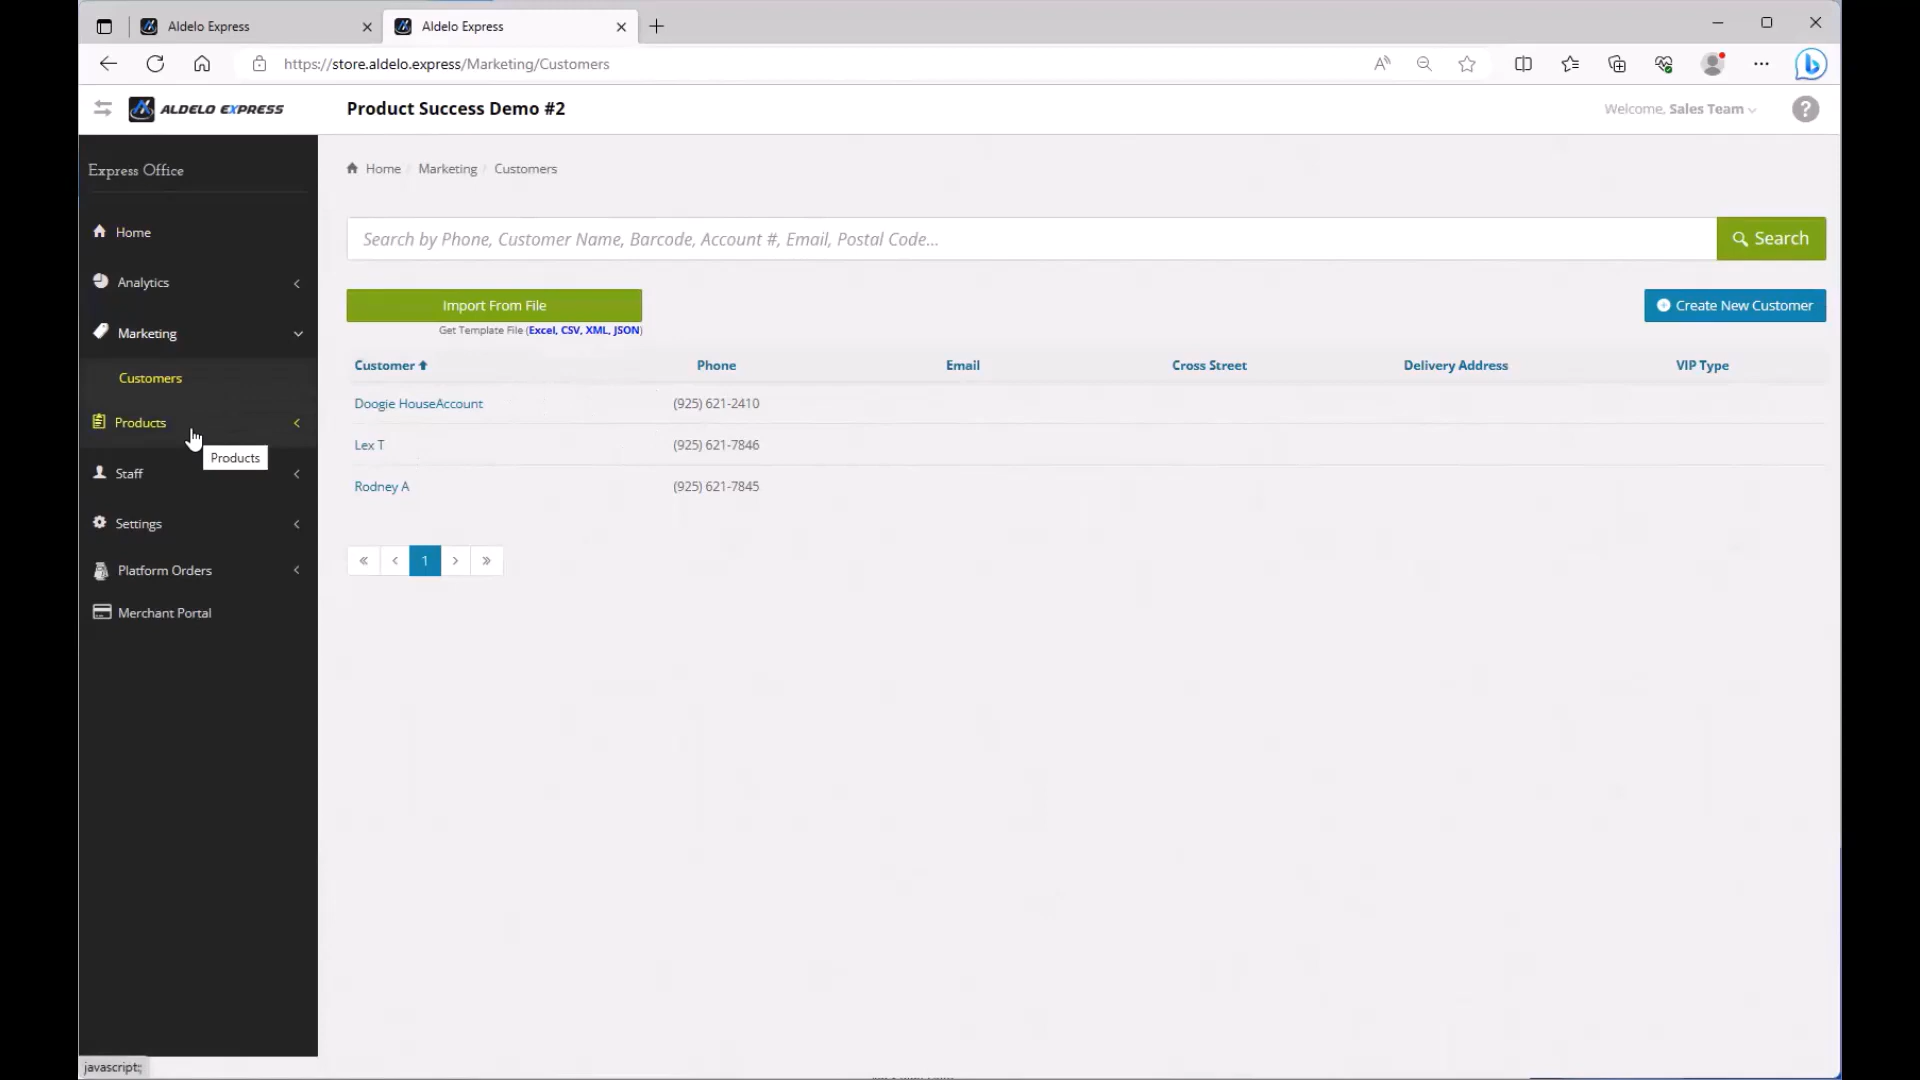 Aldelo Express
Aldelo Express
https://store.aldelo.express/Marketing/Customers
ALDELO EXPRESS
Product Success Demo #2
Welcome, Sales Team
?
Express Office
Home
Analytics
Marketing
Customers
Products
Products
Staff
Settings
Platform Orders
Merchant Portal
Home / Marketing / Customers
Search by Phone, Customer Name, Barcode, Account #, Email, Postal Code...
Search
Import From File
Get Template File (Excel, CSV, XML, JSON)
Create New Customer
Customer Phone Email Cross Street Delivery Address VIP Type
Doogie HouseAccount (925) 621-2410
Lex T (925) 621-7846
Rodney A (925) 621-7845
« < 1 > »
javascript:;